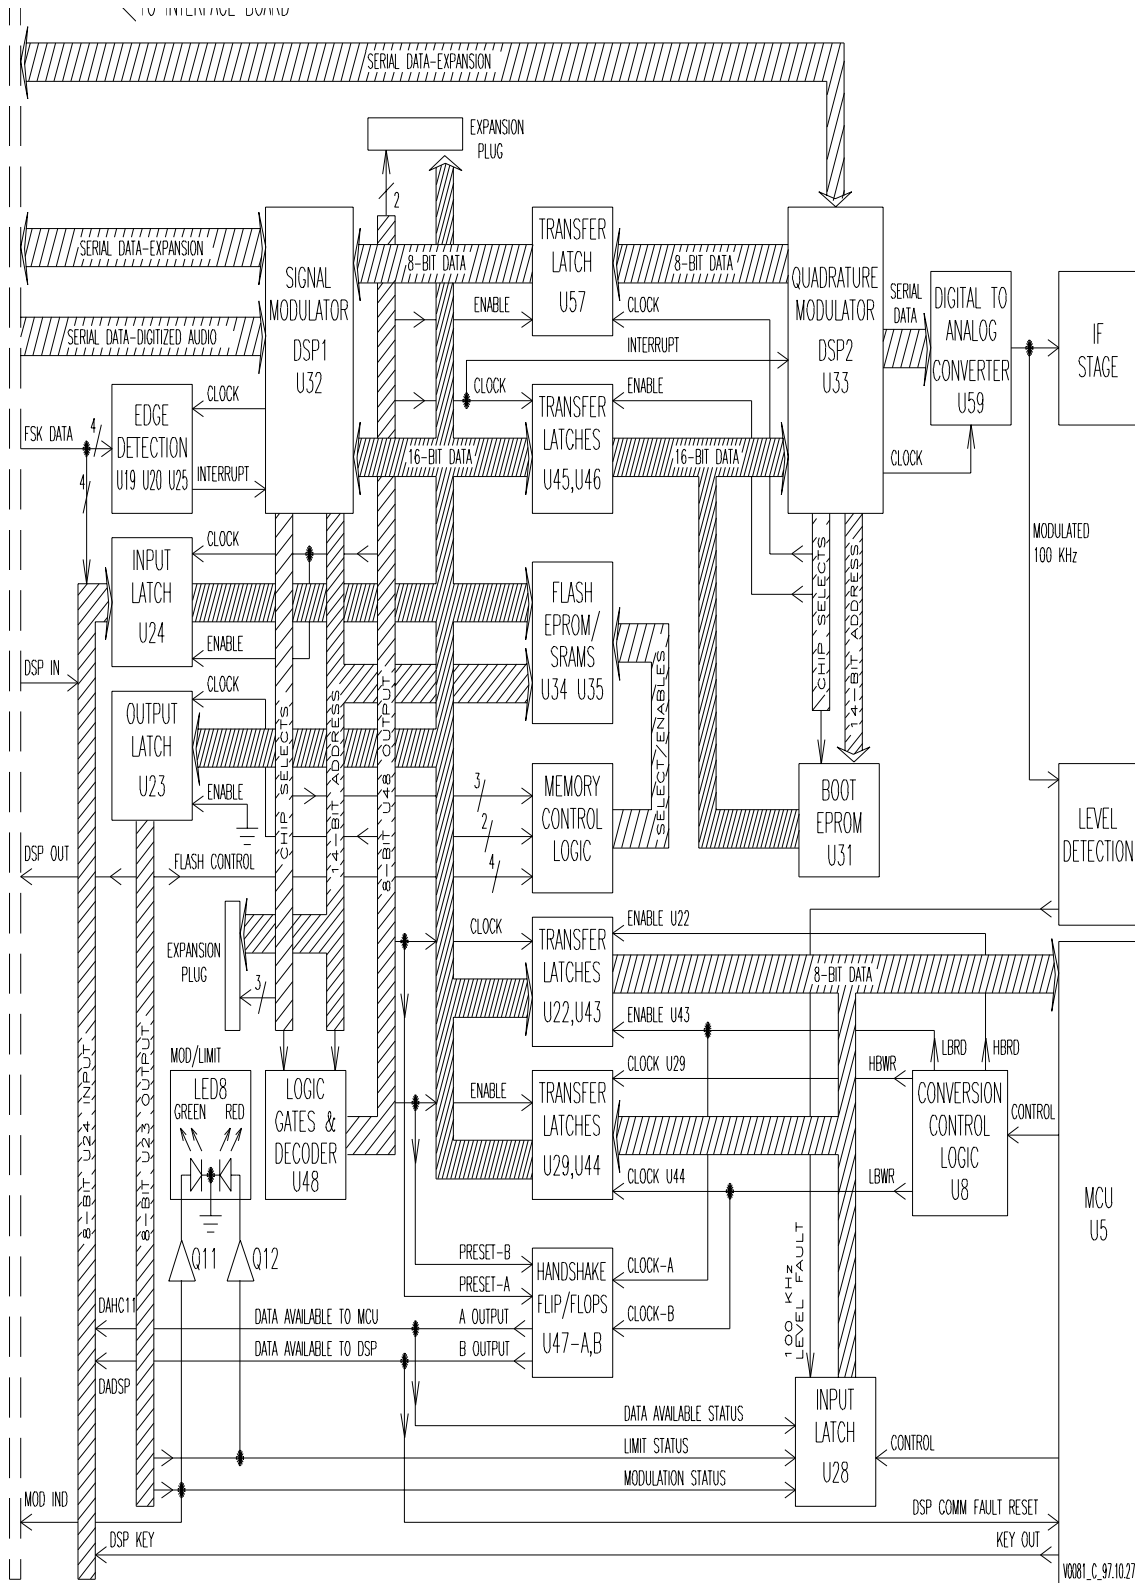 TO INTERFACE BOARD
SERIAL DATA-EXPANSION
EXPANSION
PLUG
2
SERIAL DATA-EXPANSION
SIGNAL
MODULATOR
DSP1
U32
8-BIT DATA
TRANSFER
LATCH
U57
8-BIT DATA
QUADRATURE
MODULATOR
DSP2
U33
SERIAL
DATA
DIGITAL TO
ANALOG
CONVERTER
U59
IF
STAGE
ENABLE
CLOCK
SERIAL DATA-DIGITIZED AUDIO
INTERRUPT
CLOCK
ENABLE
CLOCK
EDGE
DETECTION
U19 U20 U25
FSK DATA
4
4
INTERRUPT
16-BIT DATA
TRANSFER
LATCHES
U45,U46
16-BIT DATA
CLOCK
MODULATED
100 KHz
CLOCK
INPUT
LATCH
U24
ENABLE
FLASH
EPROM/
SRAMS
U34 U35
CHIP SELECTS
14-BIT ADDRESS
DSP IN
CLOCK
OUTPUT
LATCH
U23
ENABLE
CHIP SELECTS
14-BIT ADDRESS
8-BIT U48 OUTPUT
SELECT/ENABLES
3
2
4
MEMORY
CONTROL
LOGIC
BOOT
EPROM
U31
LEVEL
DETECTION
DSP OUT
FLASH CONTROL
EXPANSION
PLUG
3
CLOCK
TRANSFER
LATCHES
U22,U43
ENABLE U22
8-BIT DATA
ENABLE U43
LBRD
HBRD
8-BIT U24 INPUT
8-BIT U23 OUTPUT
MOD/LIMIT
LED8
GREEN
RED
LOGIC
GATES &
DECODER
U48
ENABLE
TRANSFER
LATCHES
U29,U44
CLOCK U29
HBWR
CONVERSION
CONTROL
LOGIC
U8
CONTROL
CLOCK U44
LBWR
MCU
U5
Q11
Q12
PRESET-B
PRESET-A
HANDSHAKE
FLIP/FLOPS
U47-A,B
CLOCK-A
CLOCK-B
100 KHz
LEVEL FAULT
DAHC11
DATA AVAILABLE TO MCU
A OUTPUT
DATA AVAILABLE TO DSP
B OUTPUT
DADSP
DATA AVAILABLE STATUS
INPUT
LATCH
U28
LIMIT STATUS
CONTROL
MODULATION STATUS
MOD IND
DSP COMM FAULT RESET
DSP KEY
KEY OUT
V0081_C_97.10.27